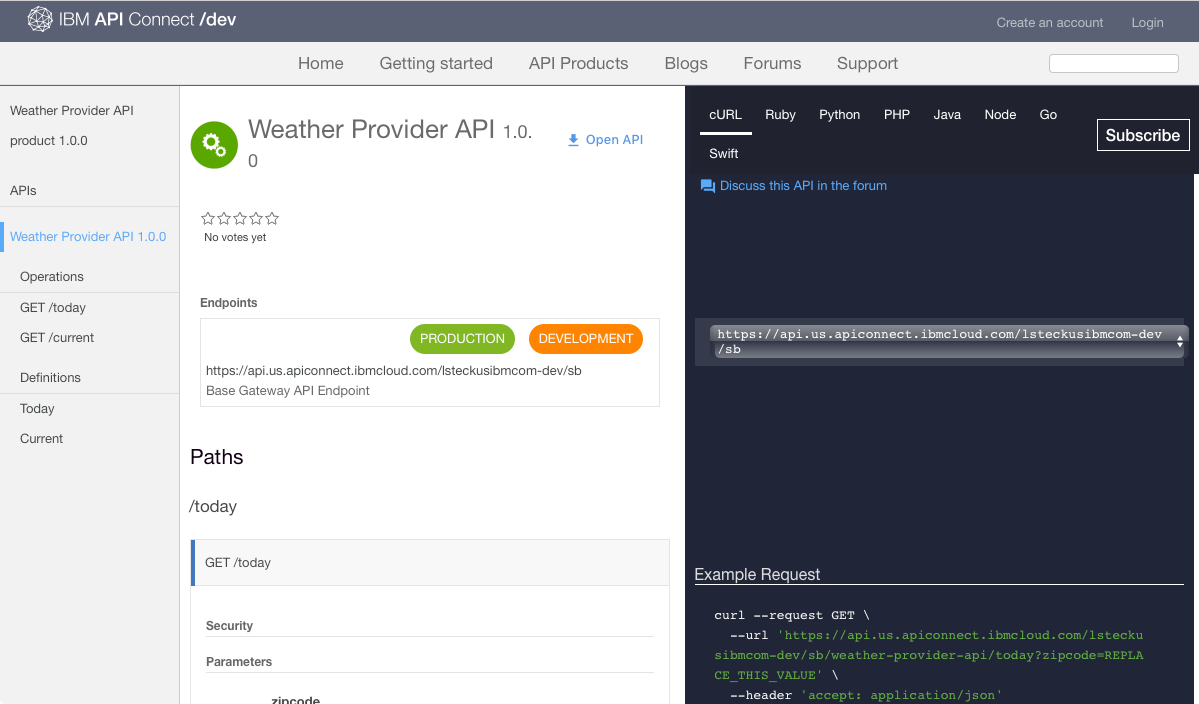 IBM API Connect /dev
Create an account
Login
Home
Getting started
API Products
Blogs
Forums
Support
Weather Provider API
product 1.0.0
APIs
Weather Provider API 1.0.0
Operations
GET /today
GET /current
Definitions
Today
Current
Weather Provider API 1.0.
0
Open API
No votes yet
Endpoints
PRODUCTION
DEVELOPMENT
https://api.us.apiconnect.ibmcloud.com/lsteckusibmcom-dev/sb
Base Gateway API Endpoint
Paths
/today
GET /today
Security
Parameters
zipcode
cURL
Ruby
Python
PHP
Java
Node
Go
Swift
Subscribe
Discuss this API in the forum
https://api.us.apiconnect.ibmcloud.com/lsteckusibmcom-dev
/sb
Example Request
curl --request GET \
--url 'https://api.us.apiconnect.ibmcloud.com/lstecku
sibmcom-dev/sb/weather-provider-api/today?zipcode=REPLA
CE_THIS_VALUE' \
--header 'accept: application/json'